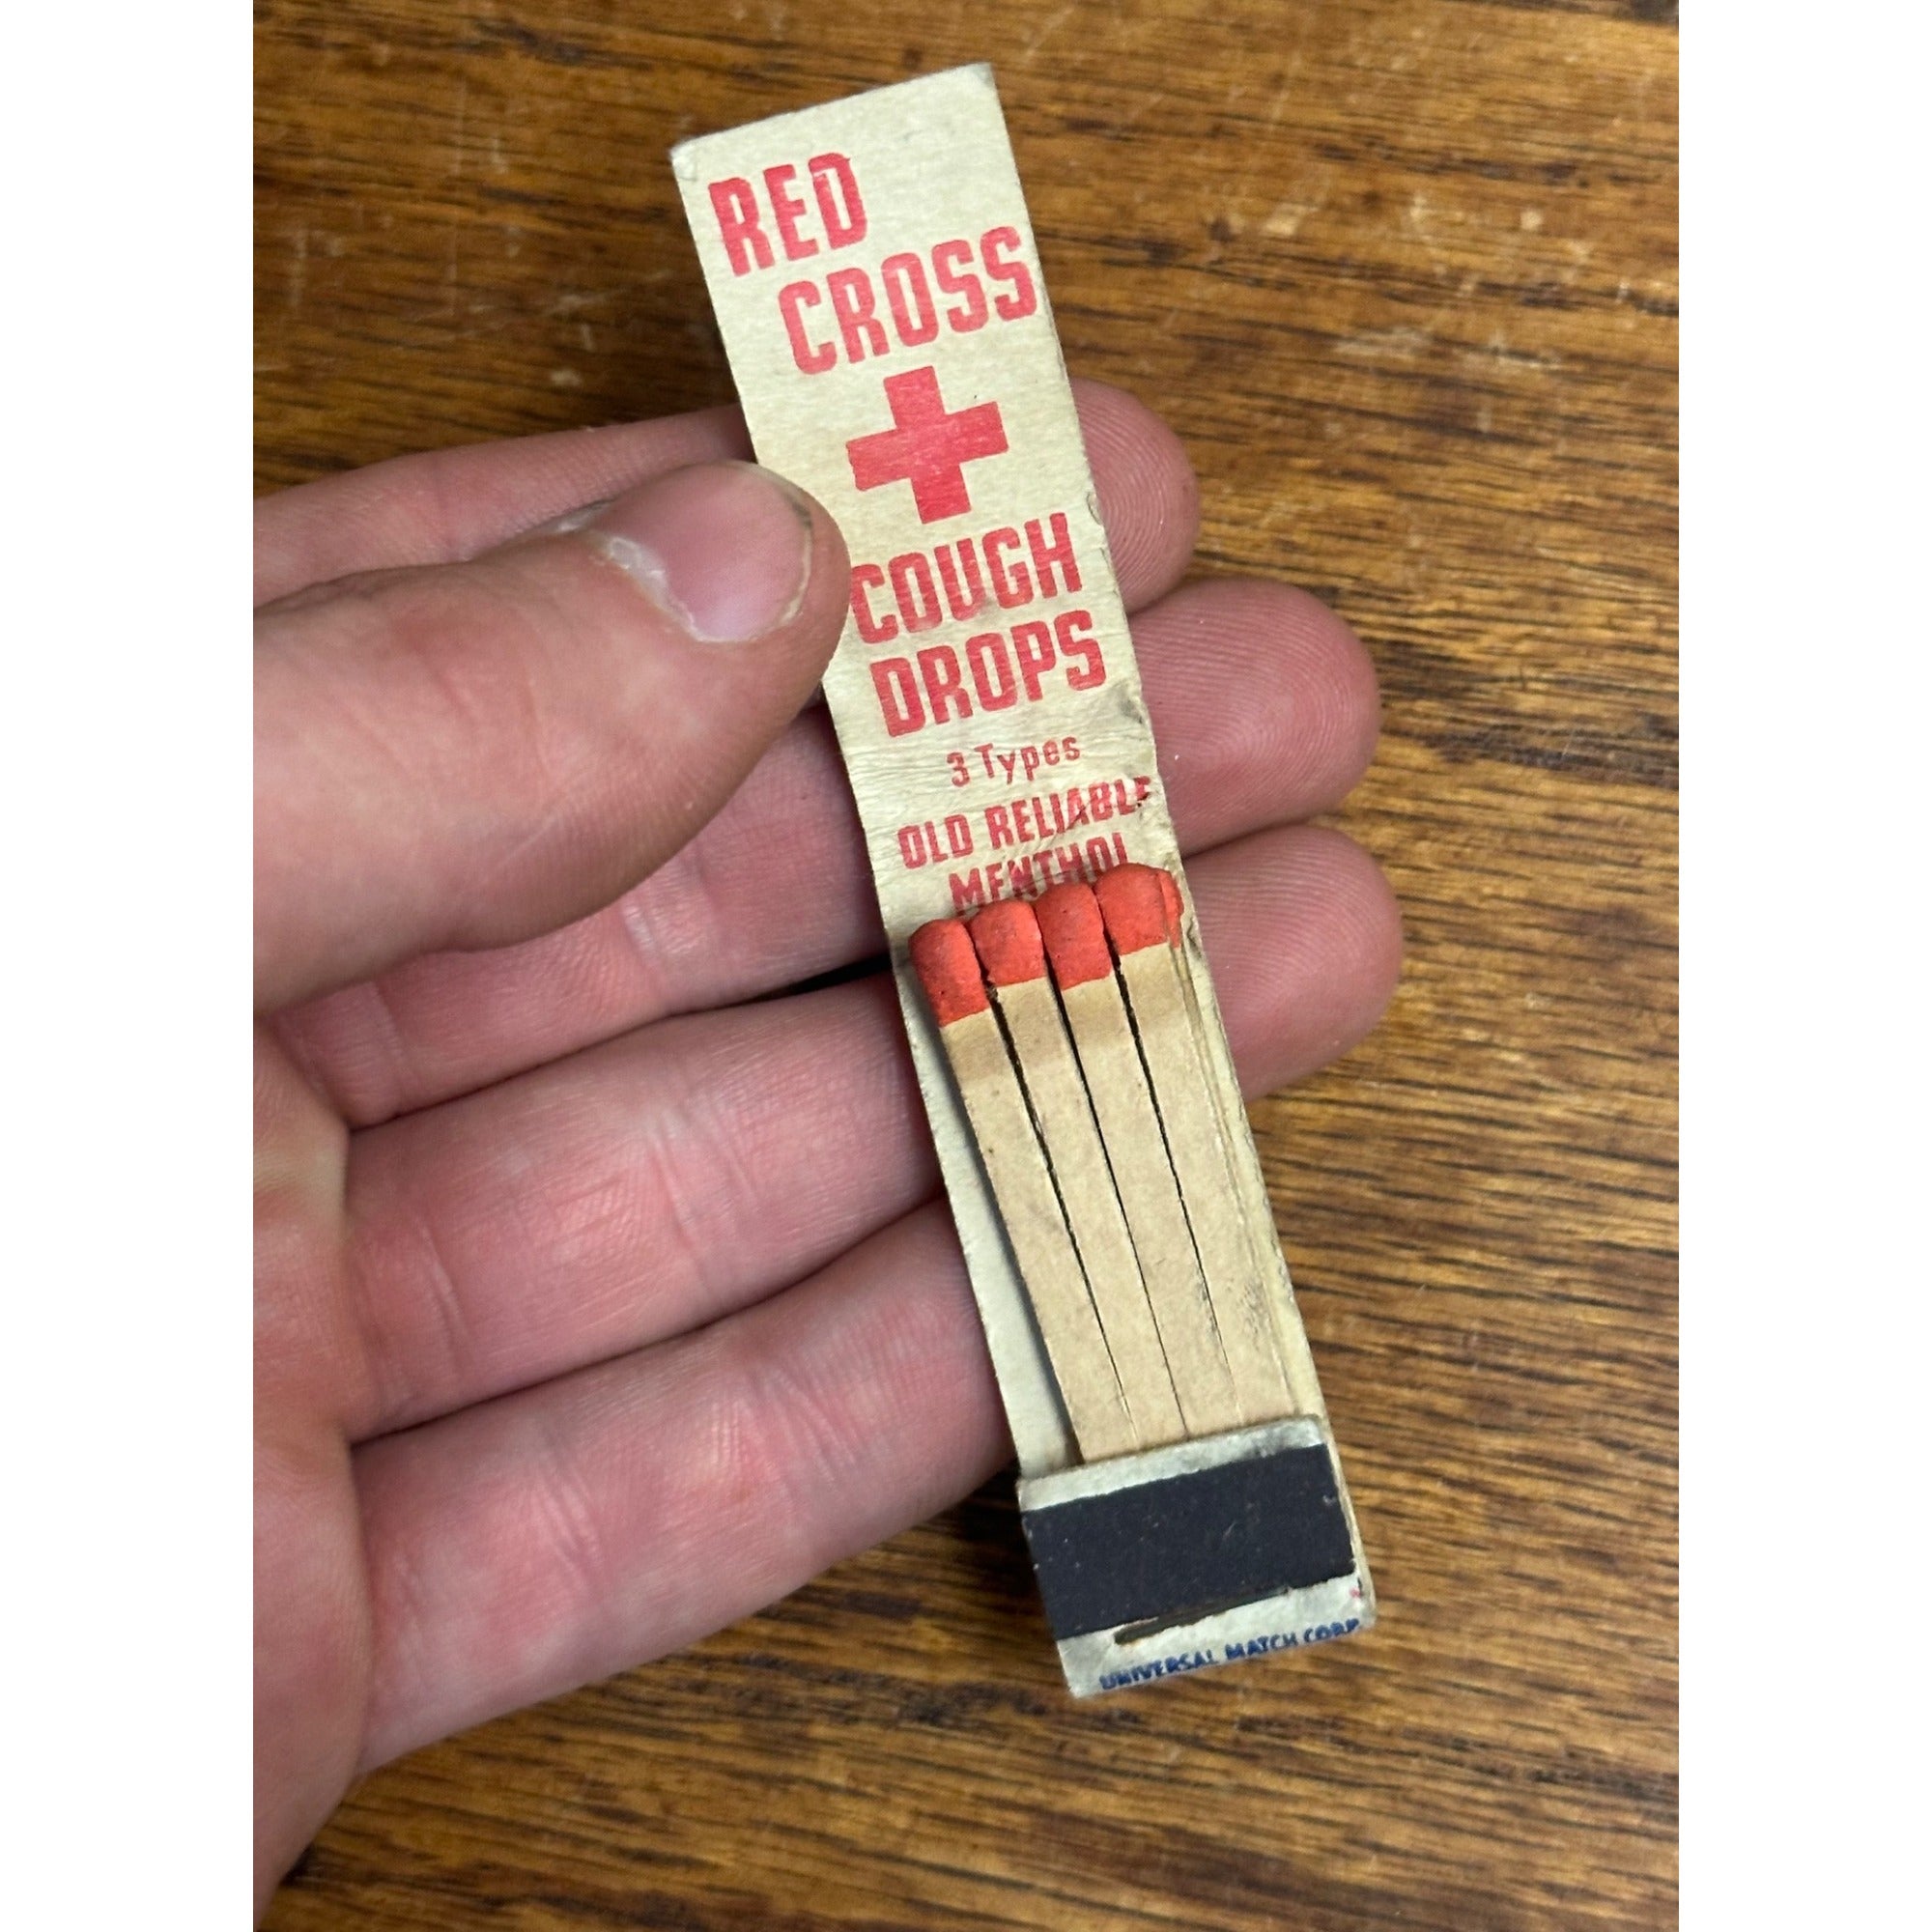 RED
CROSS
COUGH
DROPS
3 Types
OLD RELIABLE
MENTHOL
UNIVERSAL MATCH CORP